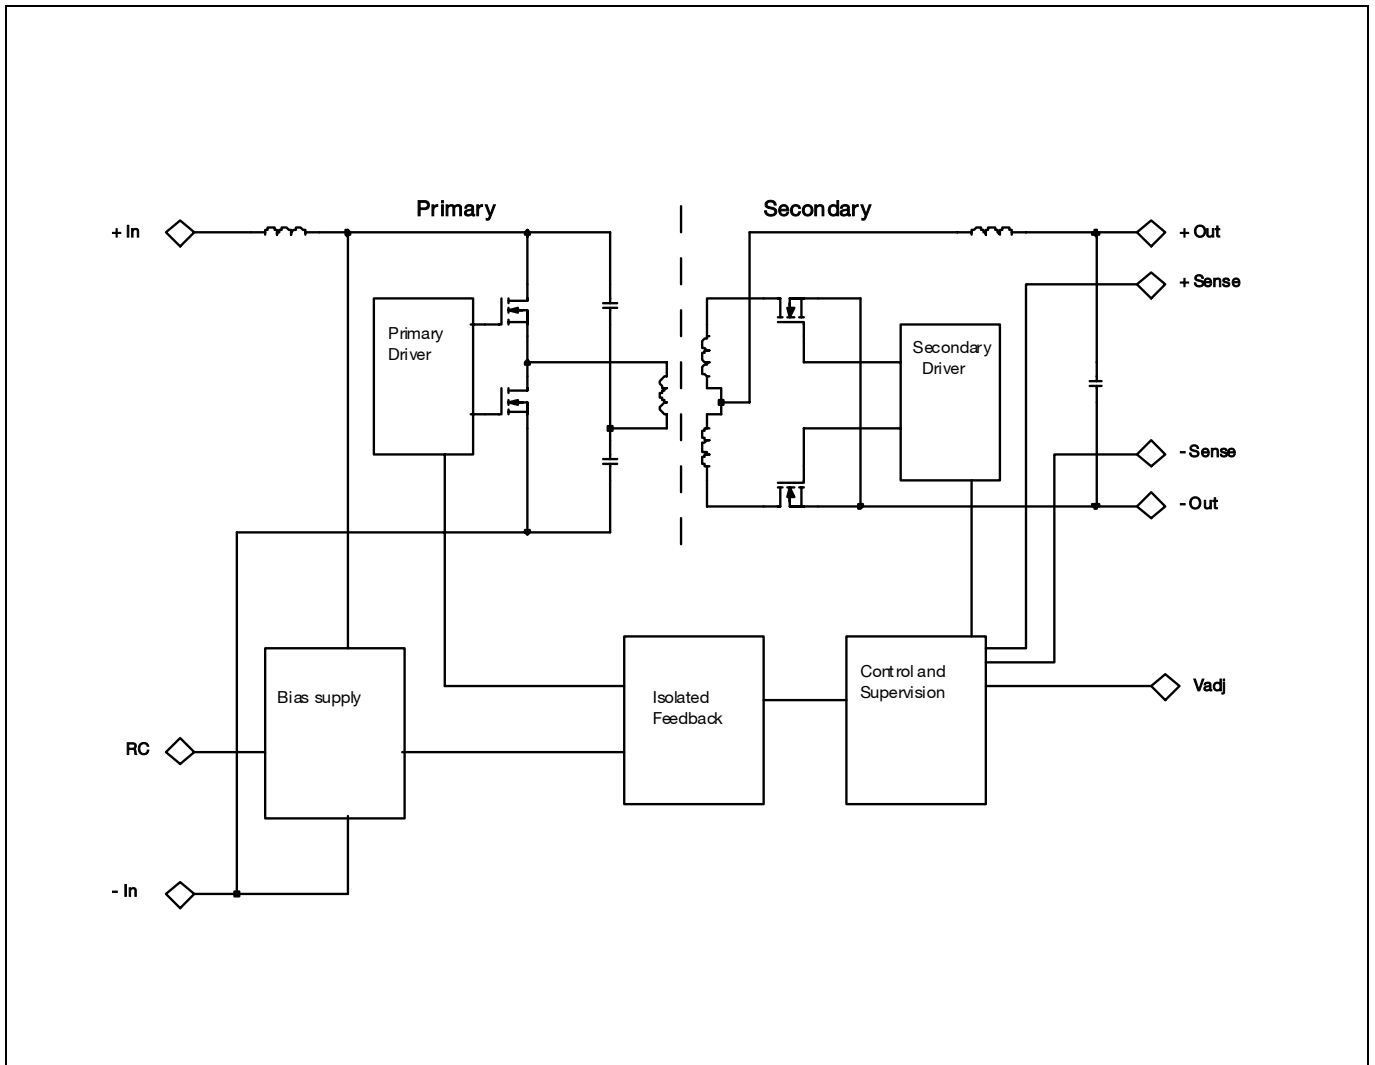 Primary
Secondary
+ In
+ Out
+ Sense
Primary
Driver
Secondary
Driver
- Sense
- Out
Bias supply
Isolated
Feedback
Control and
Supervision
Vadj
RC
- In